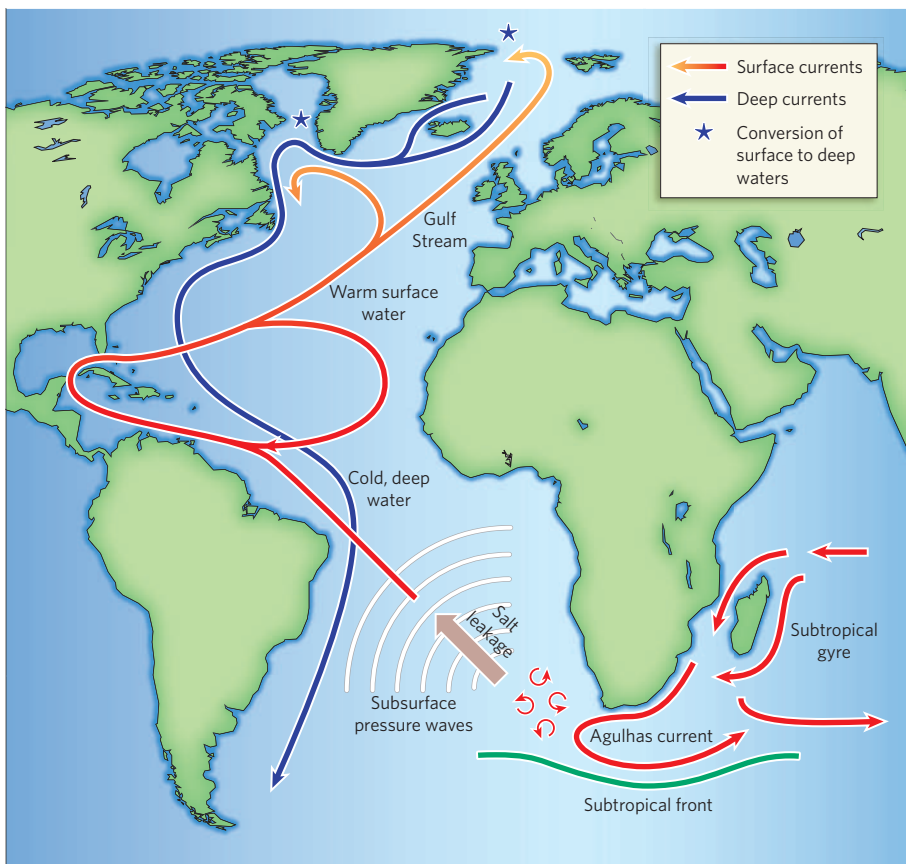 Surface currents
Deep currents
Conversion of
surface to deep
waters
Gulf
Stream
Warm surface
water
Cold, deep
water
Salt
leakage
Subtropical
gyre
Subsurface
pressure waves
Agulhas current
Subtropical front